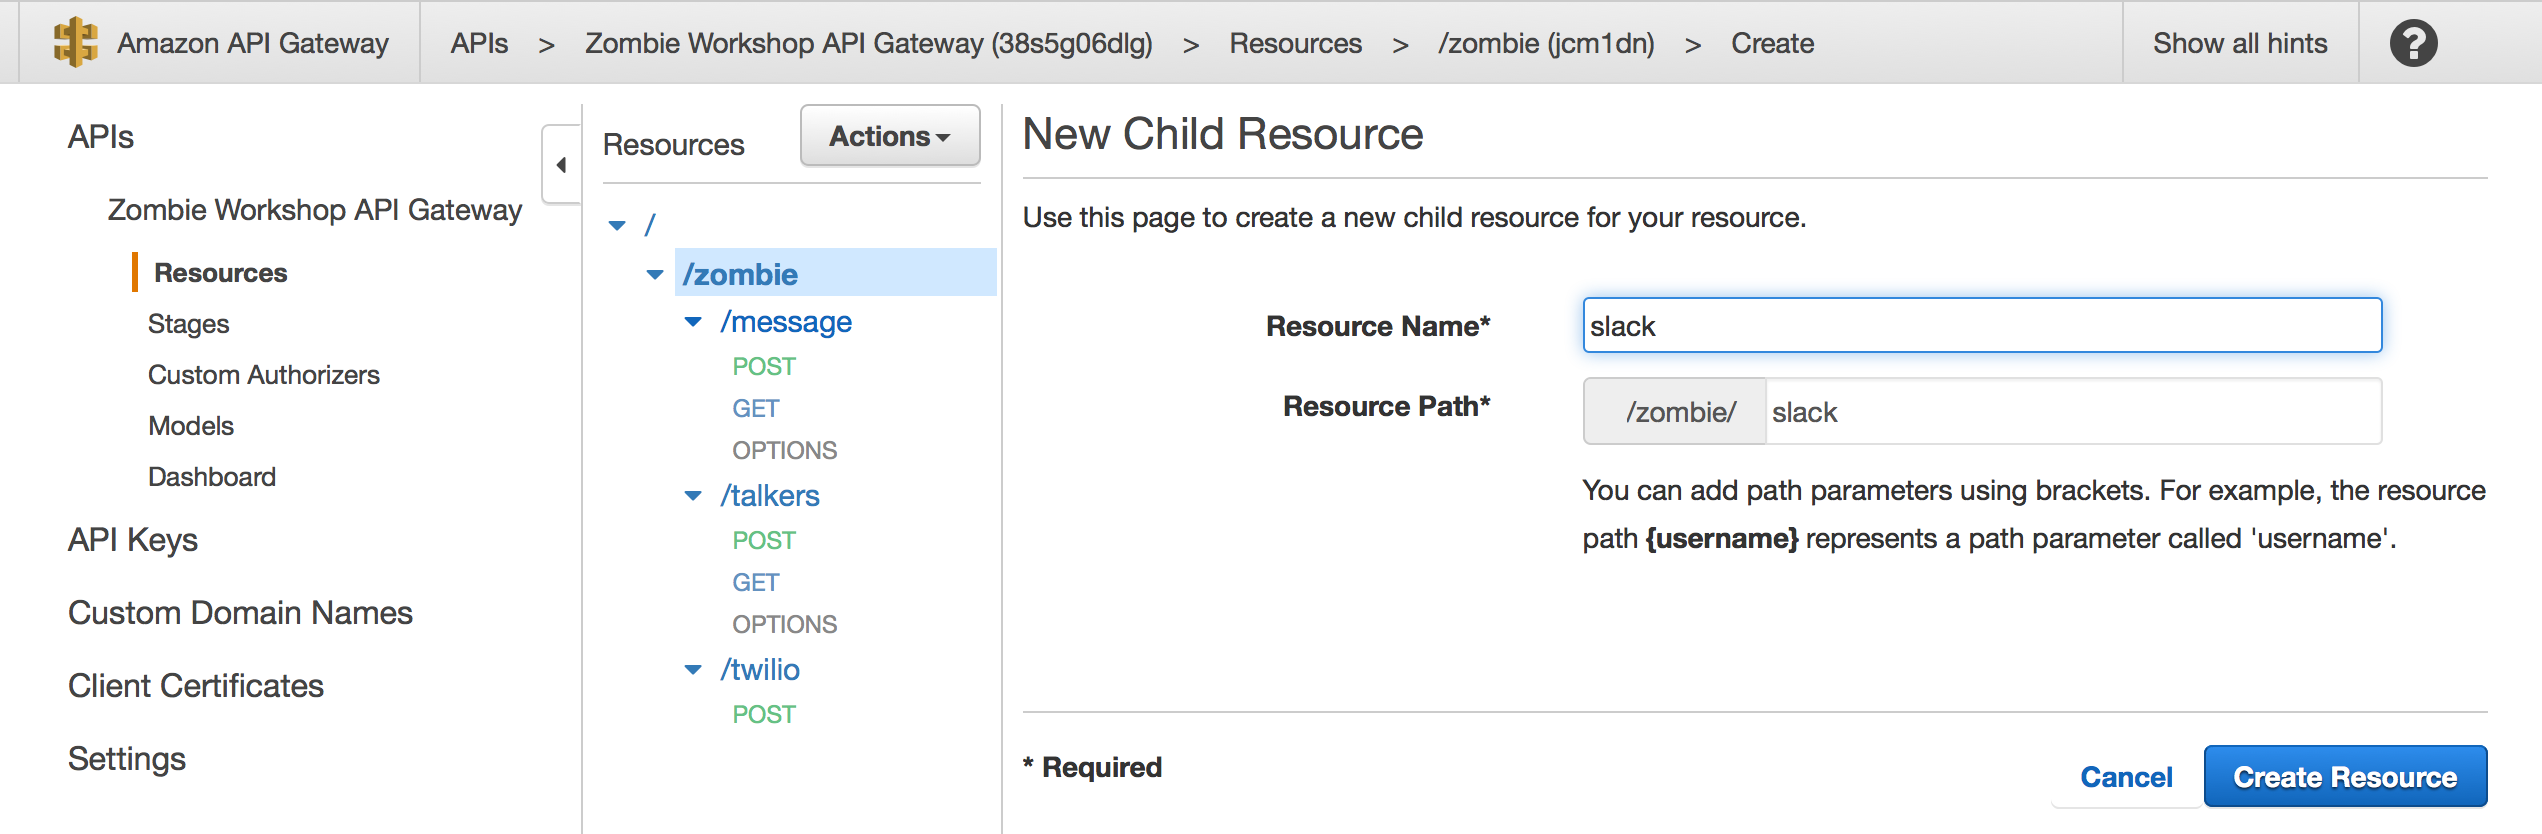 Amazon API Gateway
APIs > Zombie Workshop API Gateway (38s5g06dlg) > Resources > /zombie (jcm1dn) > Create
Show all hints
?
APIs
Zombie Workshop API Gateway
Resources
Stages
Custom Authorizers
Models
Dashboard
API Keys
Custom Domain Names
Client Certificates
Settings
Resources
Actions
/
/zombie
/message
POST
GET
OPTIONS
/talkers
POST
GET
OPTIONS
/twilio
POST
New Child Resource
Use this page to create a new child resource for your resource.
Resource Name* slack
Resource Path* /zombie/ slack
You can add path parameters using brackets. For example, the resource
path {username} represents a path parameter called 'username'.
* Required
Cancel
Create Resource